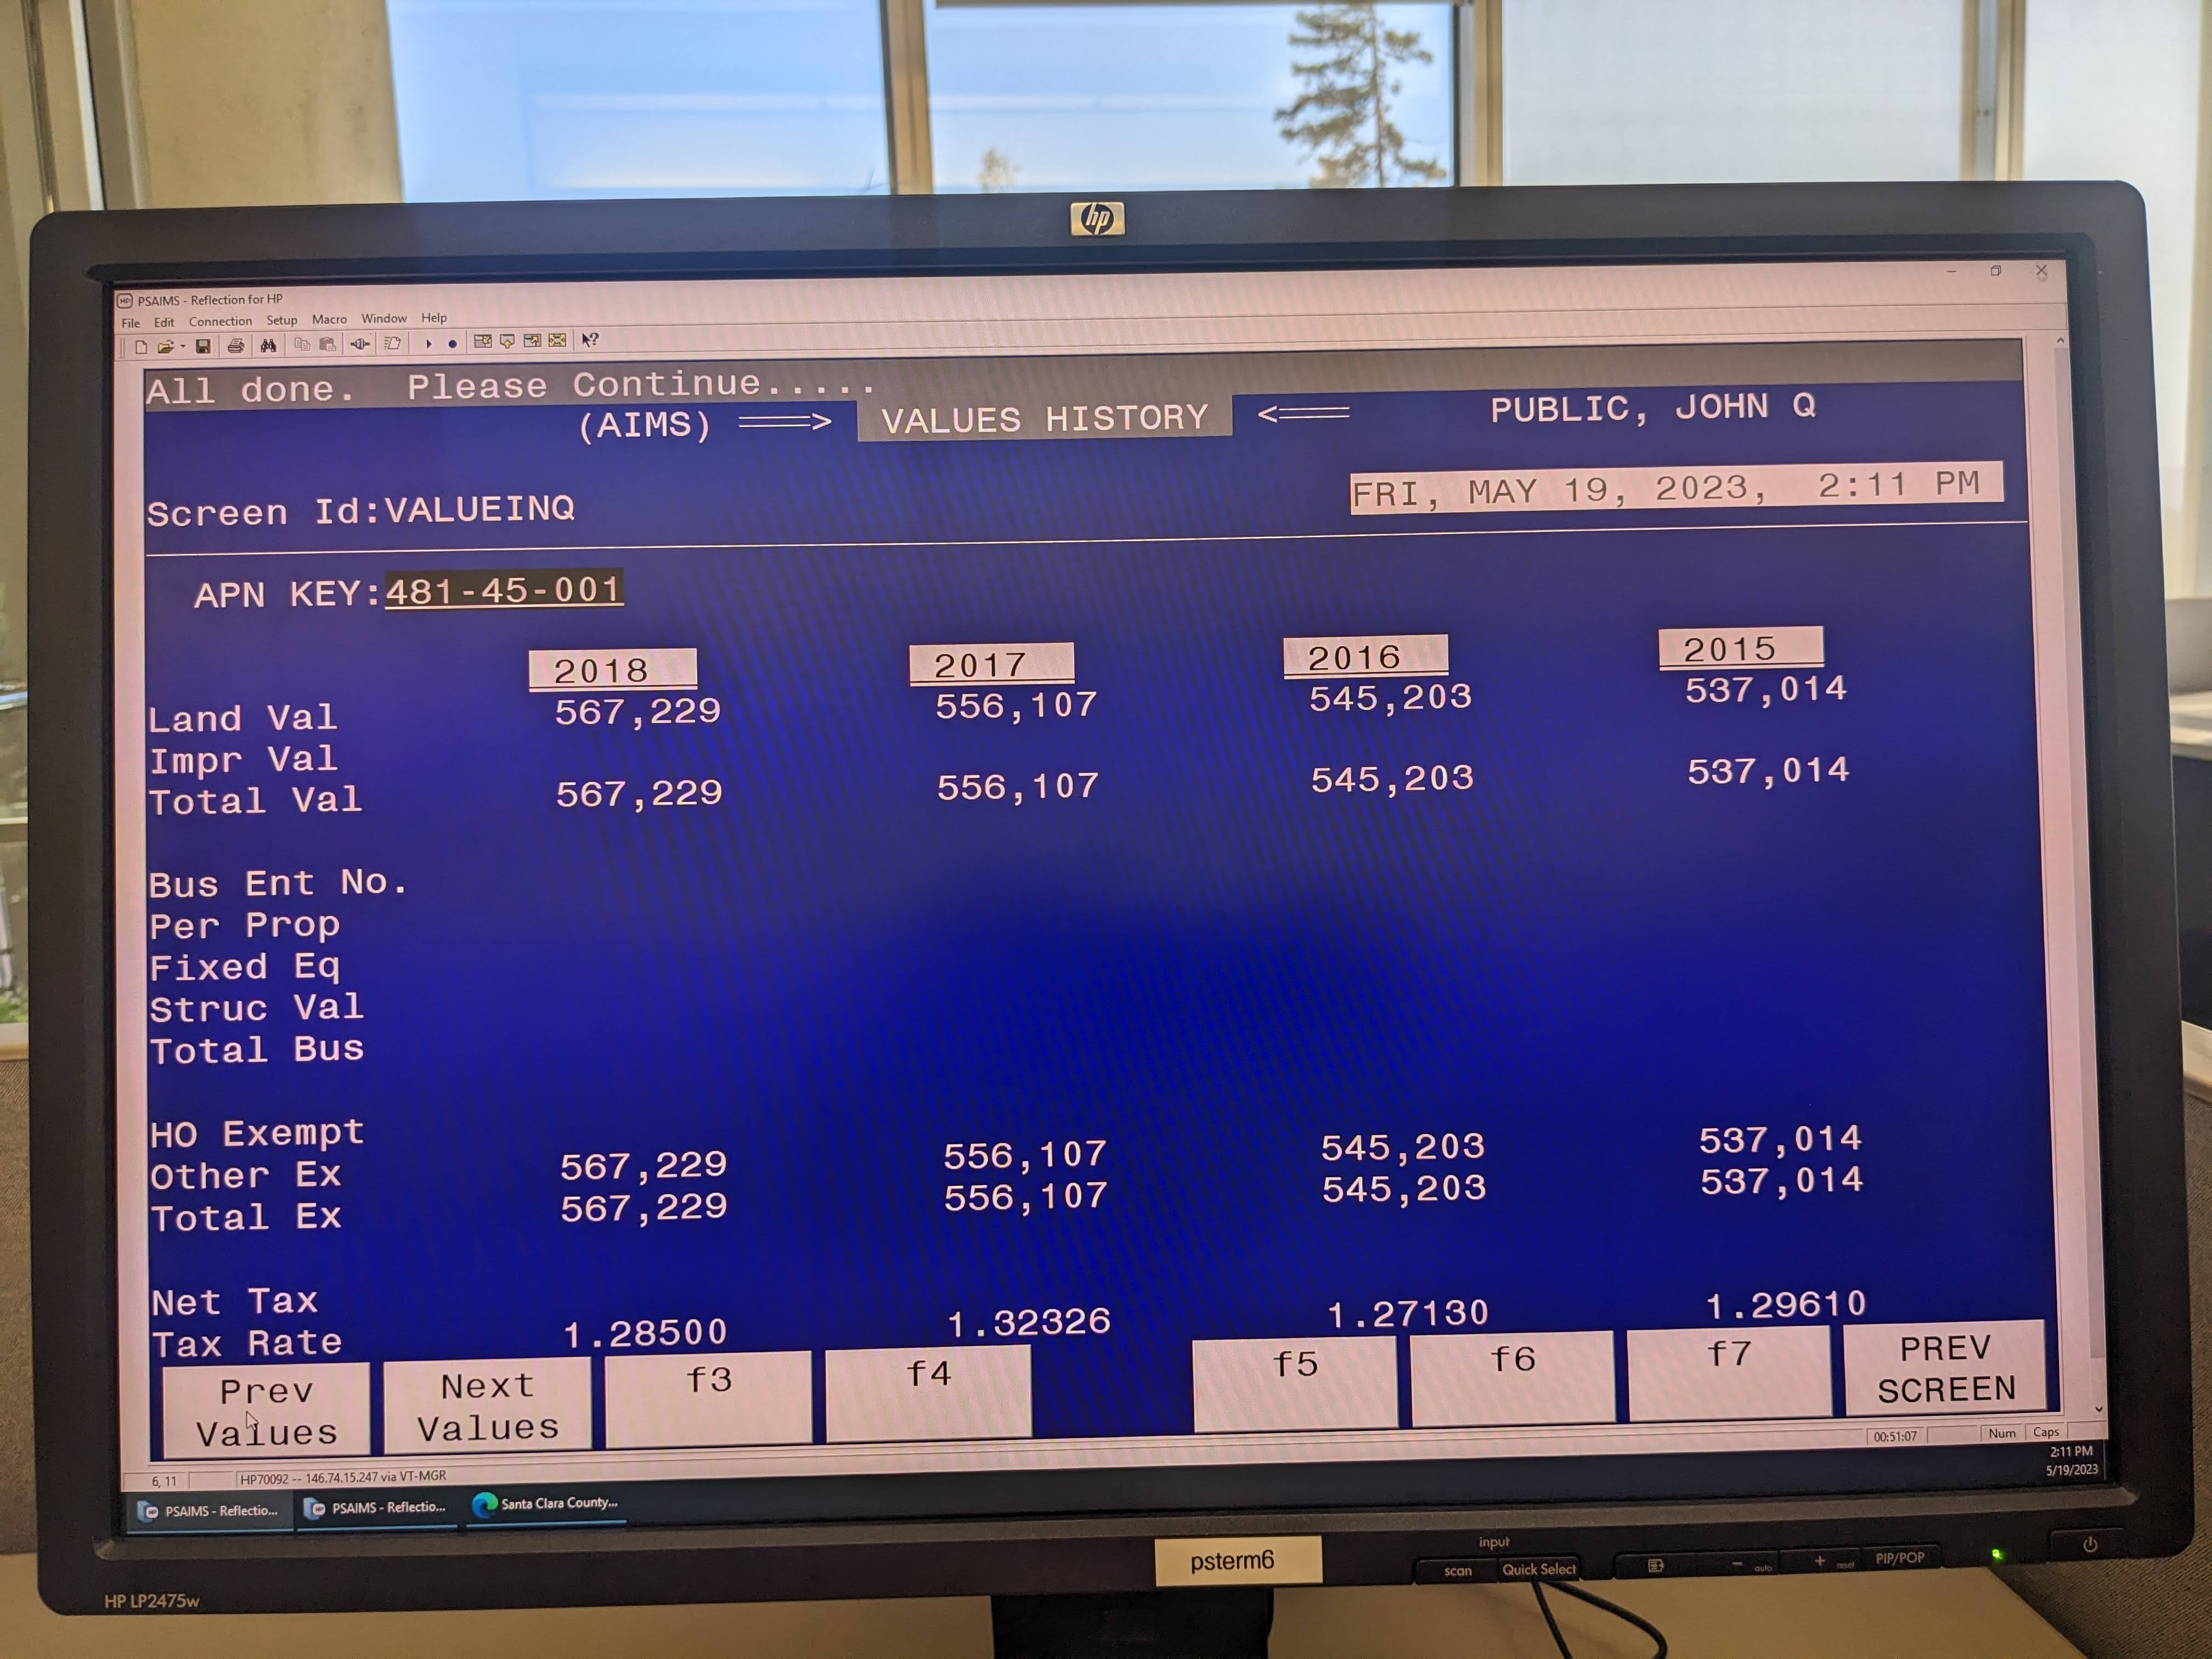 hp
PSAIMS - Reflection for HP
File Edit Connection Setup Macro Window Help
All done. Please Continue.....
(AIMS) ===> VALUES HISTORY <=== PUBLIC, JOHN Q
Screen Id:VALUEINQ FRI, MAY 19, 2023, 2:11 PM
APN KEY:481-45-001
2018 2017 2016 2015
Land Val 567,229 556,107 545,203 537,014
Impr Val
Total Val 567,229 556,107 545,203 537,014
Bus Ent No.
Per Prop
Fixed Eq
Struc Val
Total Bus
HO Exempt
Other Ex 567,229 556,107 545,203 537,014
Total Ex 567,229 556,107 545,203 537,014
Net Tax
Tax Rate 1.28500 1.32326 1.27130 1.29610
Prev Values Next Values f3 f4 f5 f6 f7 PREV SCREEN
6, 11 HP70092 -- 146.74.15.247 via VT-MGR 00:51:07 Num Caps
PSAIMS - Reflectio... PSAIMS - Reflectio... Santa Clara County... 2:11 PM
5/19/2023
psterm6
input
scan Quick Select - auto + reset PIP/POP
HP LP2475w